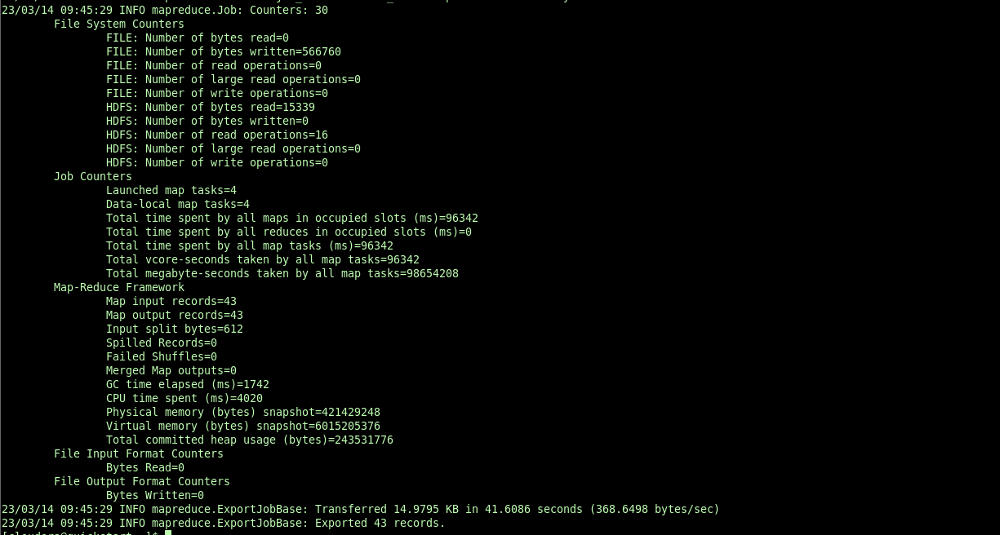 23/03/14 09:45:29 INFO mapreduce.Job: Counters: 30
File System Counters
FILE: Number of bytes read=0
FILE: Number of bytes written=566760
FILE: Number of read operations=0
FILE: Number of large read operations=0
FILE: Number of write operations=0
HDFS: Number of bytes read=15339
HDFS: Number of bytes written=0
HDFS: Number of read operations=16
HDFS: Number of large read operations=0
HDFS: Number of write operations=0
Job Counters
Launched map tasks=4
Data-local map tasks=4
Total time spent by all maps in occupied slots (ms)=96342
Total time spent by all reduces in occupied slots (ms)=0
Total time spent by all map tasks (ms)=96342
Total vcore-seconds taken by all map tasks=96342
Total megabyte-seconds taken by all map tasks=98654208
Map-Reduce Framework
Map input records=43
Map output records=43
Input split bytes=612
Spilled Records=0
Failed Shuffles=0
Merged Map outputs=0
GC time elapsed (ms)=1742
CPU time spent (ms)=4020
Physical memory (bytes) snapshot=421429248
Virtual memory (bytes) snapshot=6015205376
Total committed heap usage (bytes)=243531776
File Input Format Counters
Bytes Read=0
File Output Format Counters
Bytes Written=0
23/03/14 09:45:29 INFO mapreduce.ExportJobBase: Transferred 14.9795 KB in 41.6086 seconds (368.6498 bytes/sec)
23/03/14 09:45:29 INFO mapreduce.ExportJobBase: Exported 43 records.
[cloudera@quickstart ~]$